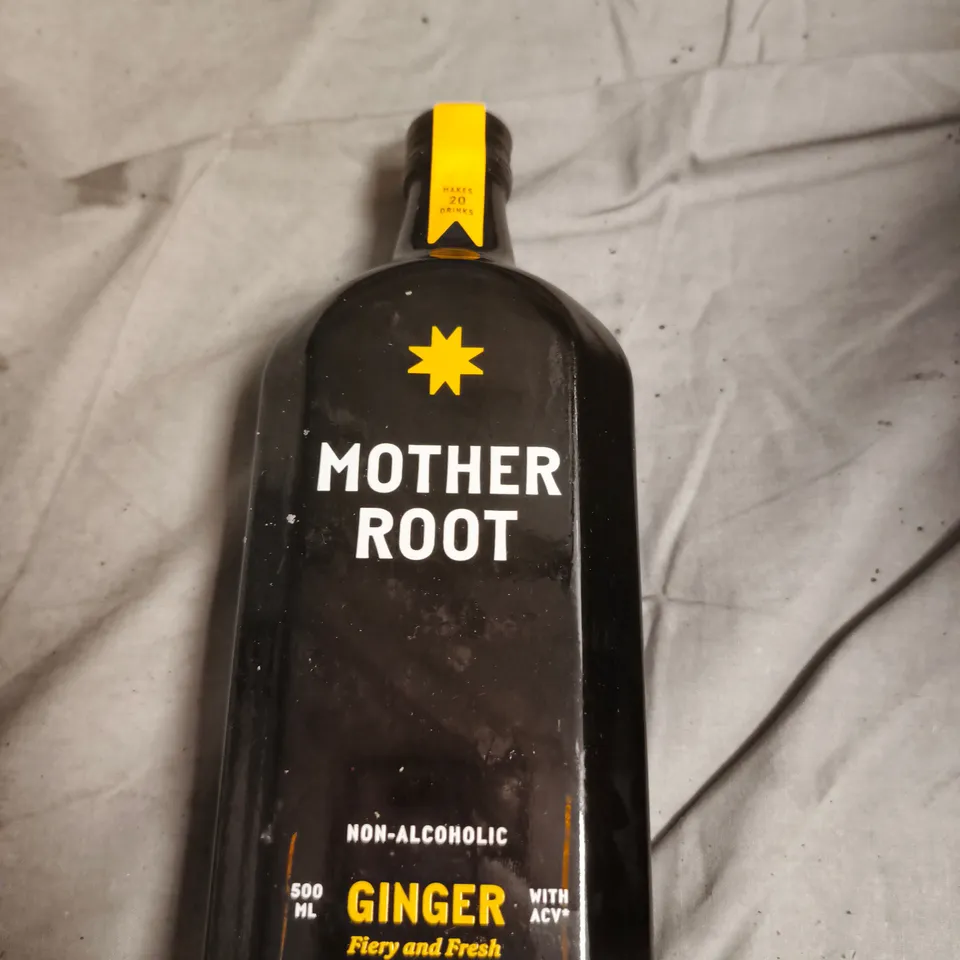 MAKES
20
DRINKS
MOTHER
ROOT
NON-ALCOHOLIC
500
ML
GINGER
WITH
ACV*
Fiery and Fresh